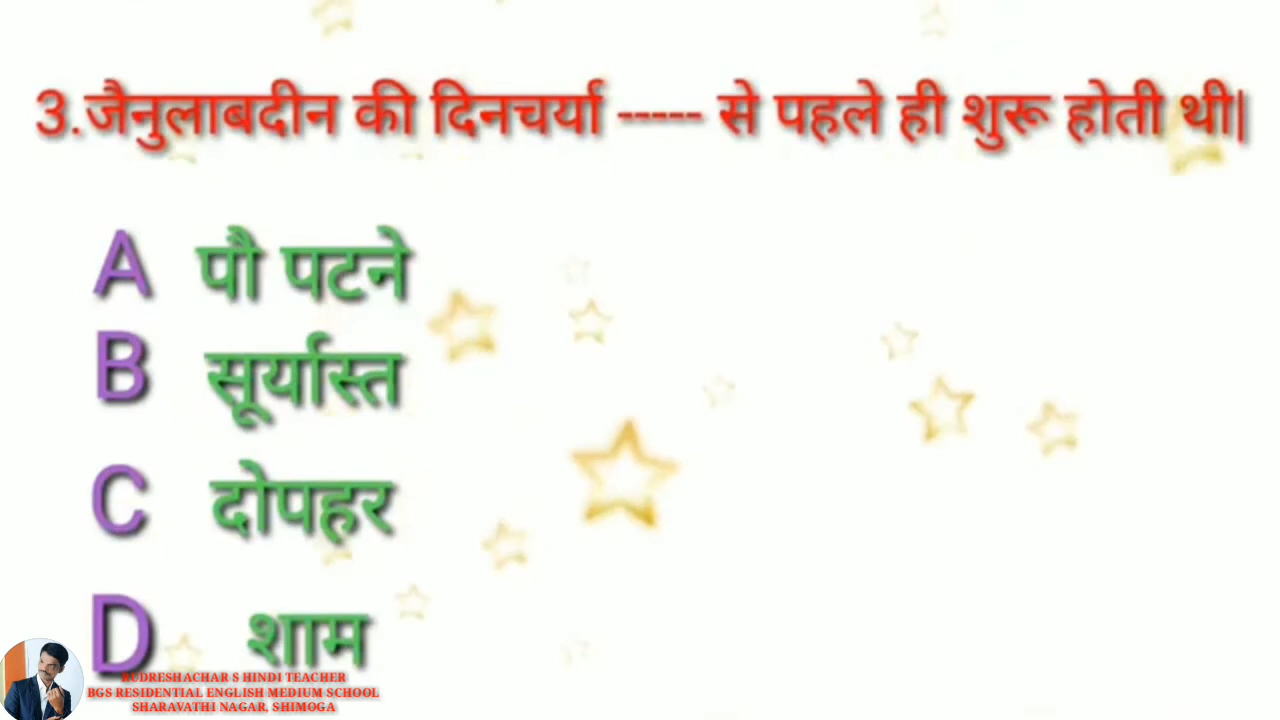 3.जैनुलाबदीन की दिनचर्या ----- से पहले ही शुरू होती थी|
A पौ पटने
B सूर्यास्त
C दोपहर
D शाम
RUDRESHACHAR S HINDI TEACHER
BGS RESIDENTIAL ENGLISH MEDIUM SCHOOL
SHARAVATHI NAGAR, SHIMOGA